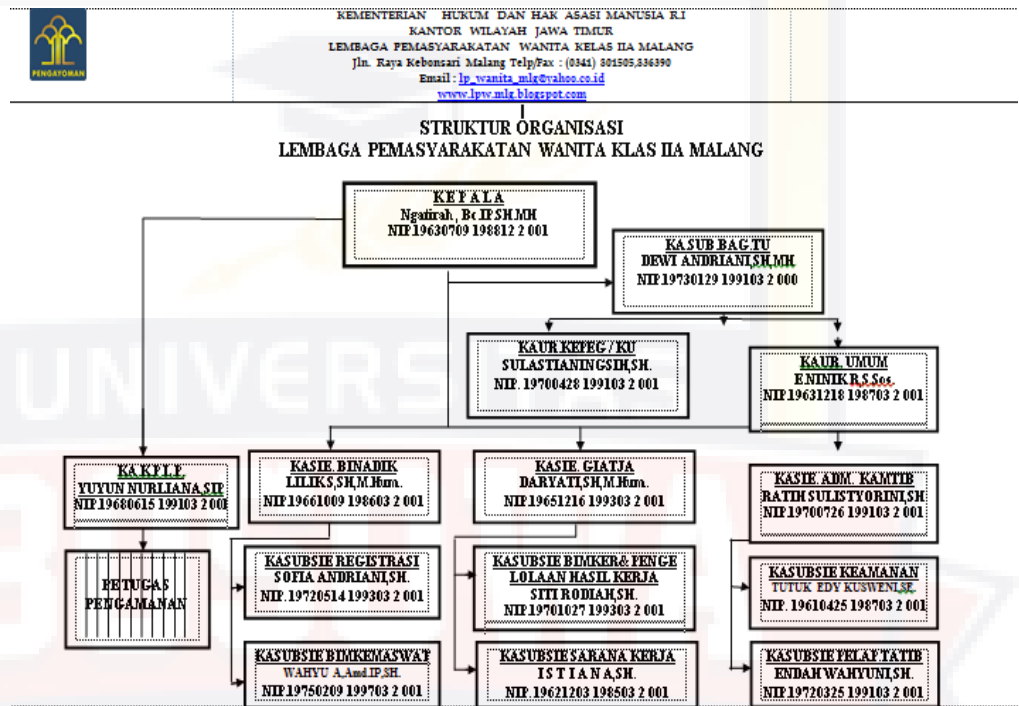 KEMENTERIAN HUKUM DAN HAK ASASI MANUSIA R.I
KANTOR WILAYAH JAWA TIMUR
LEMBAGA PEMASYARAKATAN WANITA KELAS IIA MALANG
Jln. Raya Kebonsari Malang Telp/Fax : (0341) 801505,836390
Email : lp_wanita_mlg@yahoo.co.id
www.lpw.mlg.blogspot.com
PENGAYOMAN
STRUKTUR ORGANISASI
LEMBAGA PEMASYARAKATAN WANITA KLAS IIA MALANG
K E P A L A
Ngatirah, Bc.IP.SH.MH
NIP.19630709 198812 2 001
KA.SUB.BAG.TU
DEWI ANDRIANI,SH,MH
NIP.19730129 199103 2 000
KAUR.KEPEG / KU
SULASTIANINGSIH,SH.
NIP. 19700428 199103 2 001
KAUR. UMUM
E.NINIK R,S.Sos.
NIP.19631218 198703 2 001
UNIVERSITAS
KA.K.P.L.P.
YUYUN NURLIANA,SIP
NIP.19680615 199103 2 001
KASIE. BINADIK
LILIKS,SH,M.Hum.
NIP.19661009 198603 2 001
KASIE. GIATJA
DARYATI,SH,M.Hum.
NIP.19651216 199303 2 001
KASIE. ADM. KAMTIB
RATIH SULISTYORINI,SH
NIP.19700726 199103 2 001
PETUGAS
PENGAMANAN
KASUBSIE REGISTRASI
SOFIA ANDRIANI,SH.
NIP. 19720514 199303 2 001
KASUBSIE BIMKER& PENGE
LOLAAN HASIL KERJA
SITI RODIAH,SH.
NIP.19701027 199303 2 001
KASUBSIE KEAMANAN
TUTUK EDY KUSWENI,SE
NIP. 19610425 198703 2 001
KASUBSIE BIMKEMASWAT
WAHYU A,Amd.IP,SH.
NIP.19750209 199703 2 001
KASUBSIE SARANA KERJA
I S T I A N A,SH.
NIP.19621203 198503 2 001
KASUBSIE PELAP.TATIB
ENDAH WAHYUNI,SH.
NIP.19720325 199103 2 001